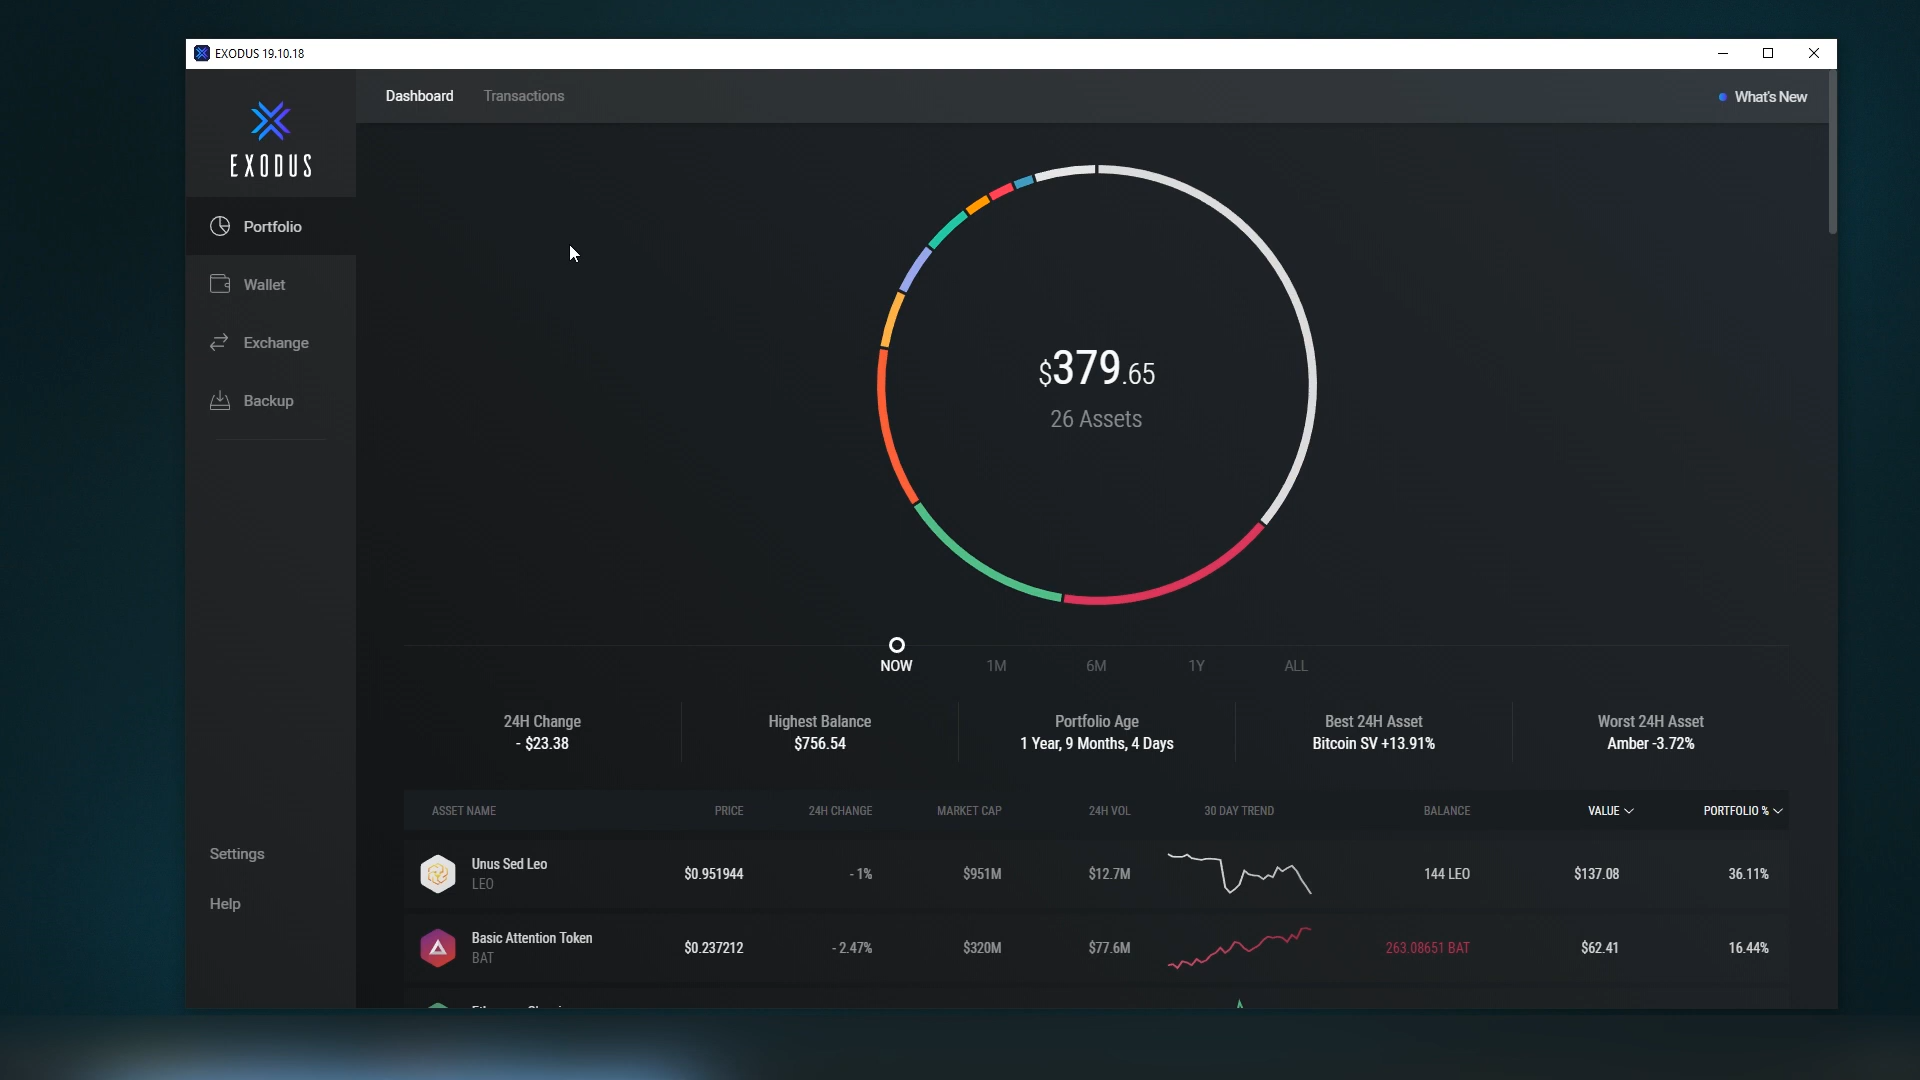 EXODUS 19.10.18
EXODUS
Dashboard
Transactions
What's New
Portfolio
Wallet
Exchange
Backup
Settings
Help
$379.65
26 Assets
NOW
1M
6M
1Y
ALL
24H Change
- $23.38
Highest Balance
$756.54
Portfolio Age
1 Year, 9 Months, 4 Days
Best 24H Asset
Bitcoin SV +13.91%
Worst 24H Asset
Amber -3.72%
ASSET NAME PRICE 24H CHANGE MARKET CAP 24H VOL 30 DAY TREND BALANCE VALUE PORTFOLIO %
Unus Sed Leo
LEO
$0.951944 - 1% $951M $12.7M 144 LEO $137.08 36.11%
Basic Attention Token
BAT
$0.237212 - 2.47% $320M $77.6M 263.08651 BAT $62.41 16.44%